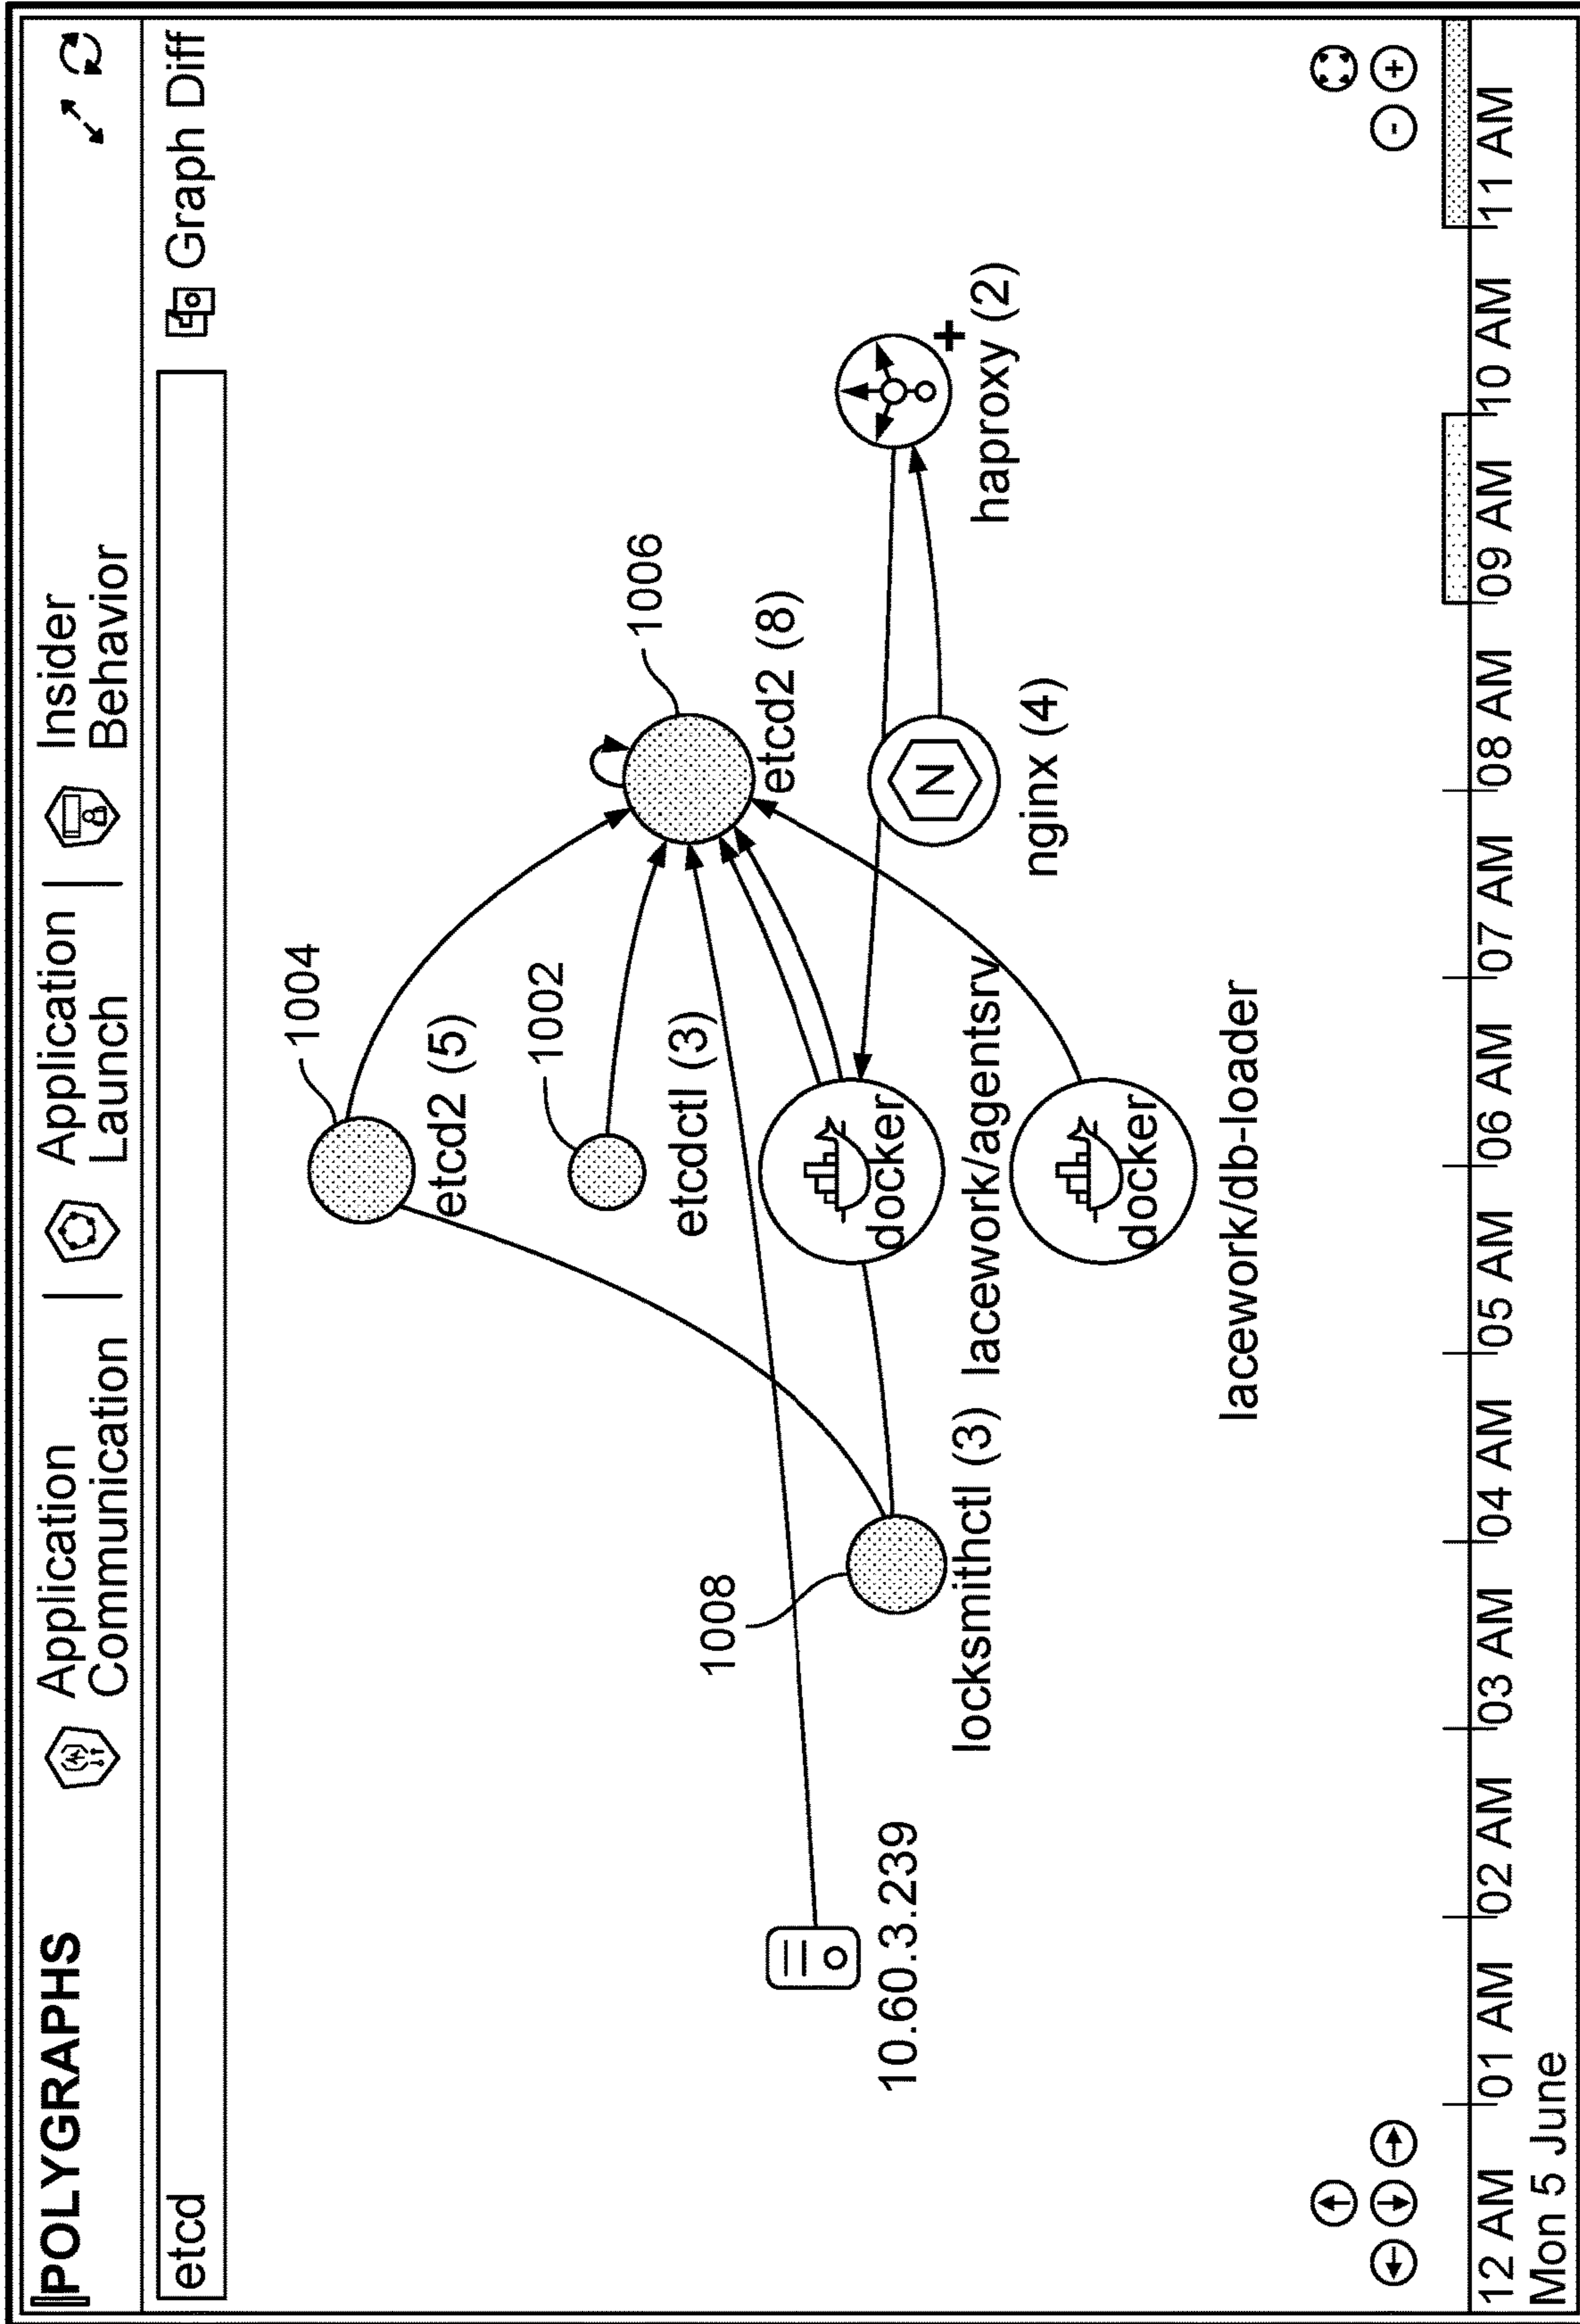 POLYGRAPHS
Application
Communication
Application
Launch
Insider
Behavior
etcd
Graph Diff
1004
etcd2 (5)
1002
etcdctl (3)
1006
etcd2 (8)
haproxy (2)
N
nginx (4)
docker
lacework/agentsrv
docker
lacework/db-loader
1008
locksmithctl (3)
10.60.3.239
12 AM 01 AM 02 AM 03 AM 04 AM 05 AM 06 AM 07 AM 08 AM 09 AM 10 AM 11 AM
Mon 5 June